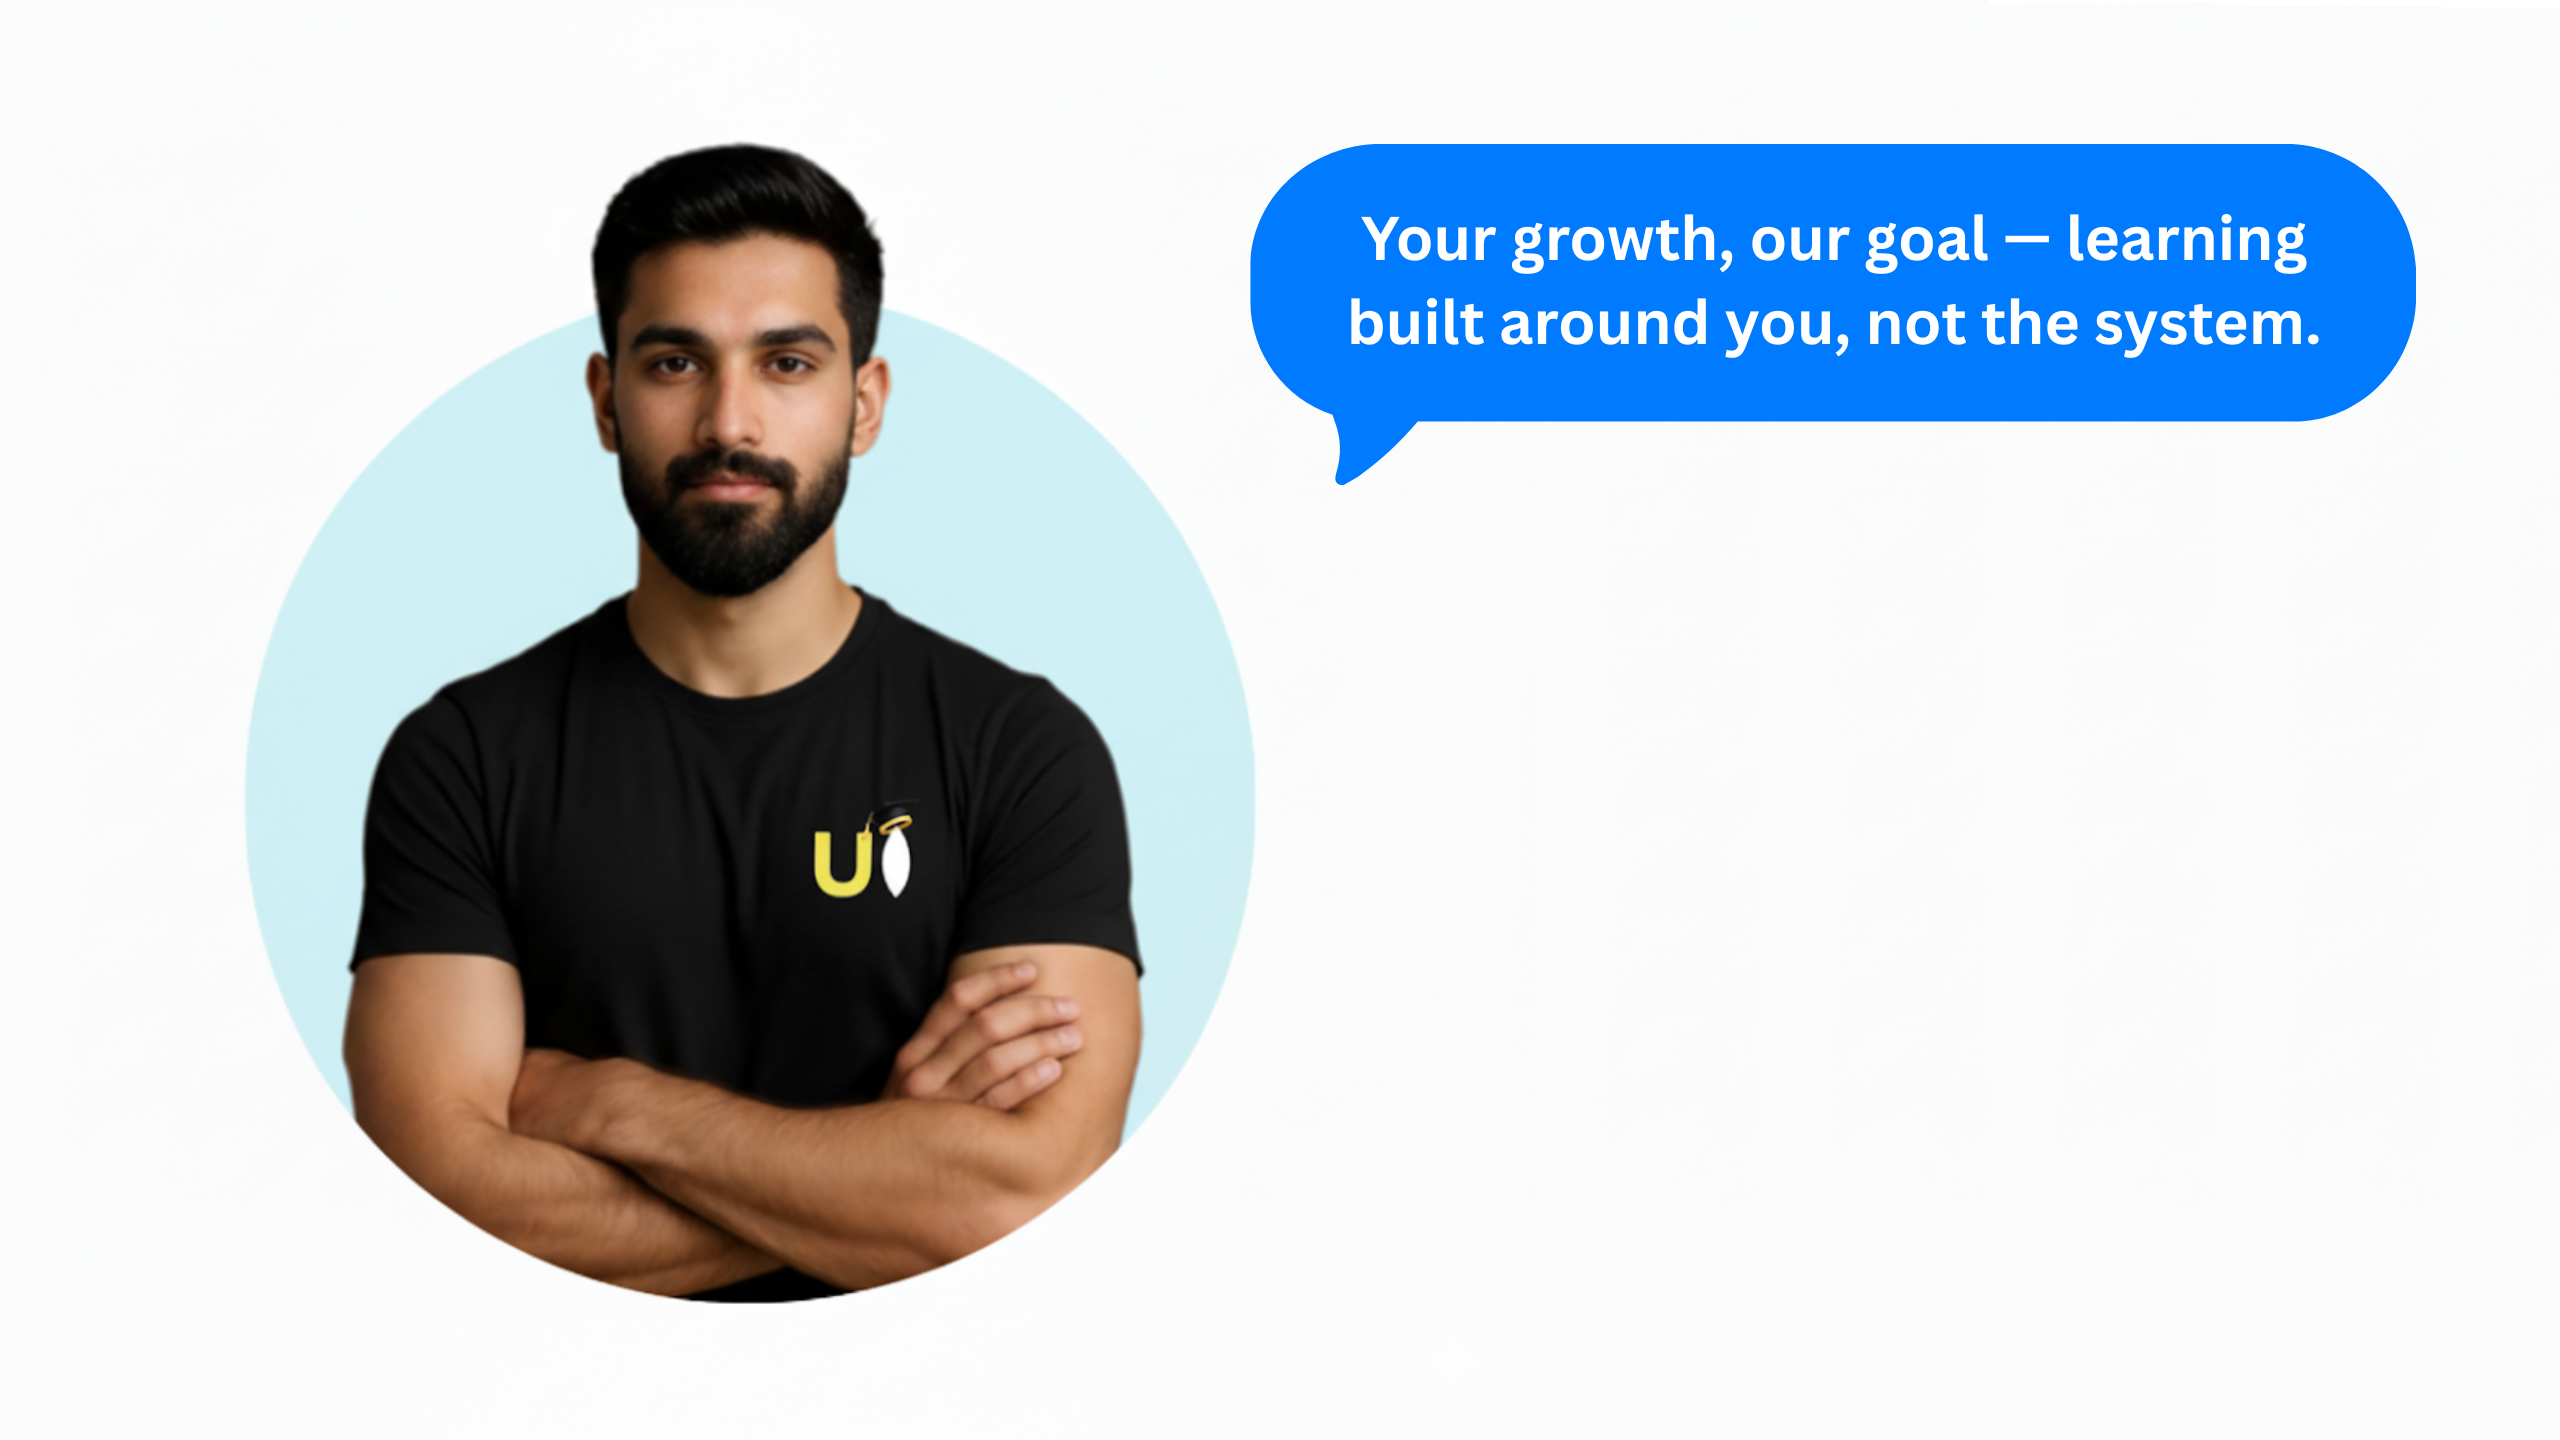 Your growth, our goal — learning
built around you, not the system.
U